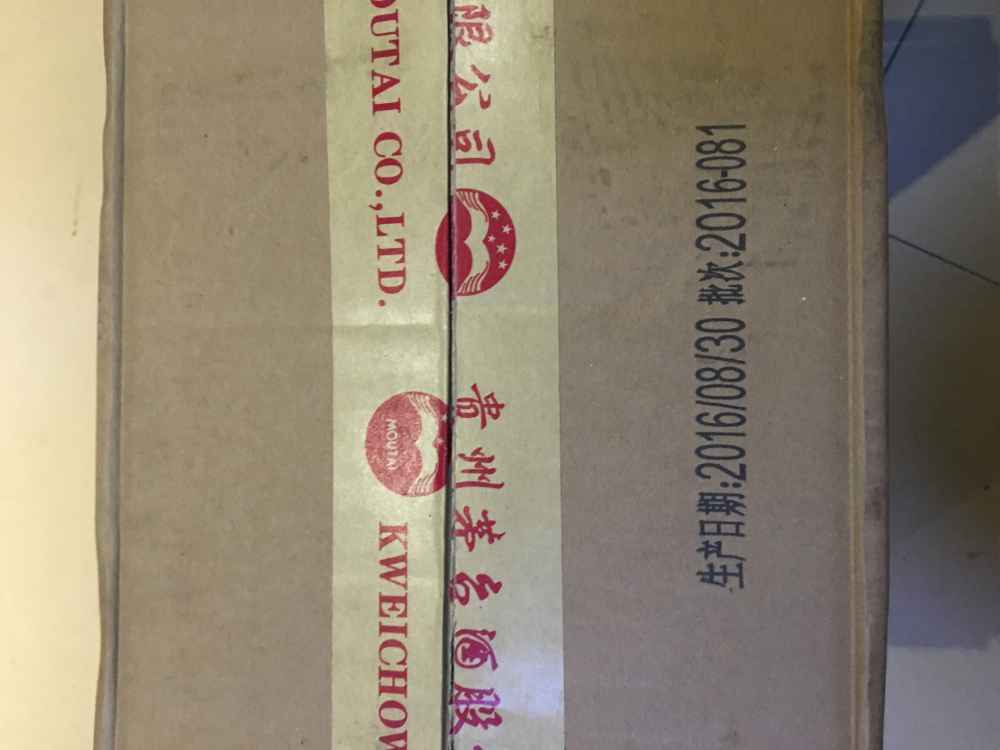 OUTAI CO.,LTD.
限公司
MOUTAI
KWEICHOW
贵州茅台酒股
生产日期:2016/08/30 批次:2016-081